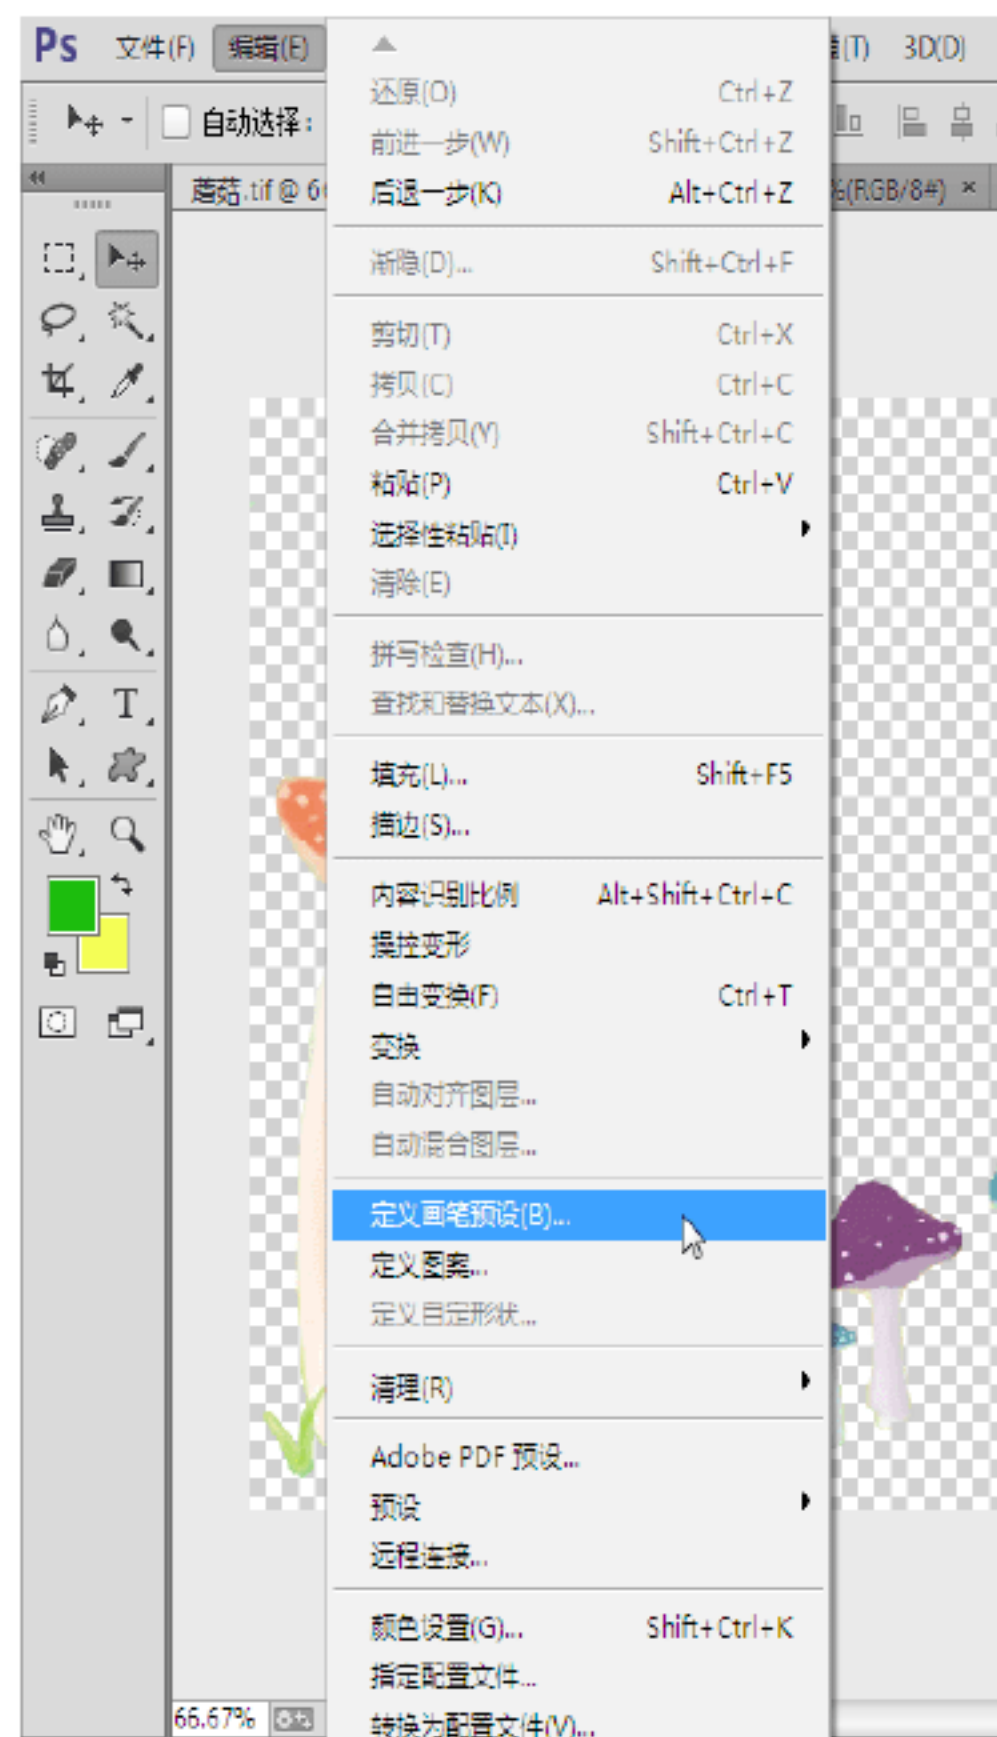 Ps 文件(F) 编辑(E) (T) 3D(D)
自动选择：
蘑菇.tif @ 6 %(RGB/8#) ×
还原(O) Ctrl+Z
前进一步(W) Shift+Ctrl+Z
后退一步(K) Alt+Ctrl+Z
渐隐(D)... Shift+Ctrl+F
剪切(T) Ctrl+X
拷贝(C) Ctrl+C
合并拷贝(Y) Shift+Ctrl+C
粘贴(P) Ctrl+V
选择性粘贴(I)
清除(E)
拼写检查(H)...
查找和替换文本(X)...
填充(L)... Shift+F5
描边(S)...
内容识别比例 Alt+Shift+Ctrl+C
操控变形
自由变换(F) Ctrl+T
变换
自动对齐图层...
自动混合图层...
定义画笔预设(B)...
定义图案...
定义自定形状...
清理(R)
Adobe PDF 预设...
预设
远程连接...
颜色设置(G)... Shift+Ctrl+K
指定配置文件...
转换为配置文件(V)...
66.67%